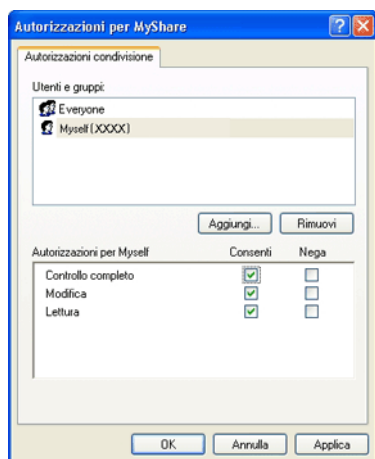 Autorizzazioni per MyShare
Autorizzazioni condivisione
Utenti e gruppi:
Everyone
Myself (XXXX)
Aggiungi... Rimuovi
Autorizzazioni per Myself Consenti Nega
Controllo completo
Modifica
Lettura
OK Annulla Applica